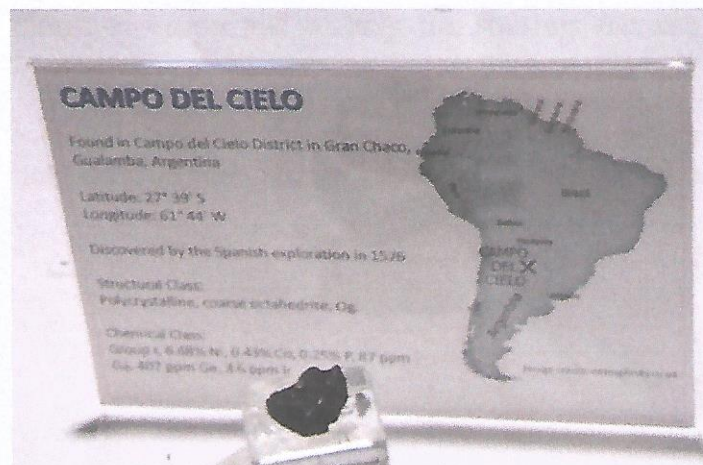 CAMPO DEL CIELO
Found in Campo del Cielo District in Gran Chaco,
Gualamba, Argentina
Latitude: 27° 39' S
Longitude: 61° 44' W
Discovered by the Spanish exploration in 1576
Structural Class:
Polycrystalline, coarse octahedrite, Og
Chemical Class:
Group I, 6.68% Ni, 0.43% Co, 0.25% P, 87 ppm
Ga, 407 ppm Ge, 3.6 ppm Ir
Brazil
CAMPO
DEL X
CIELO